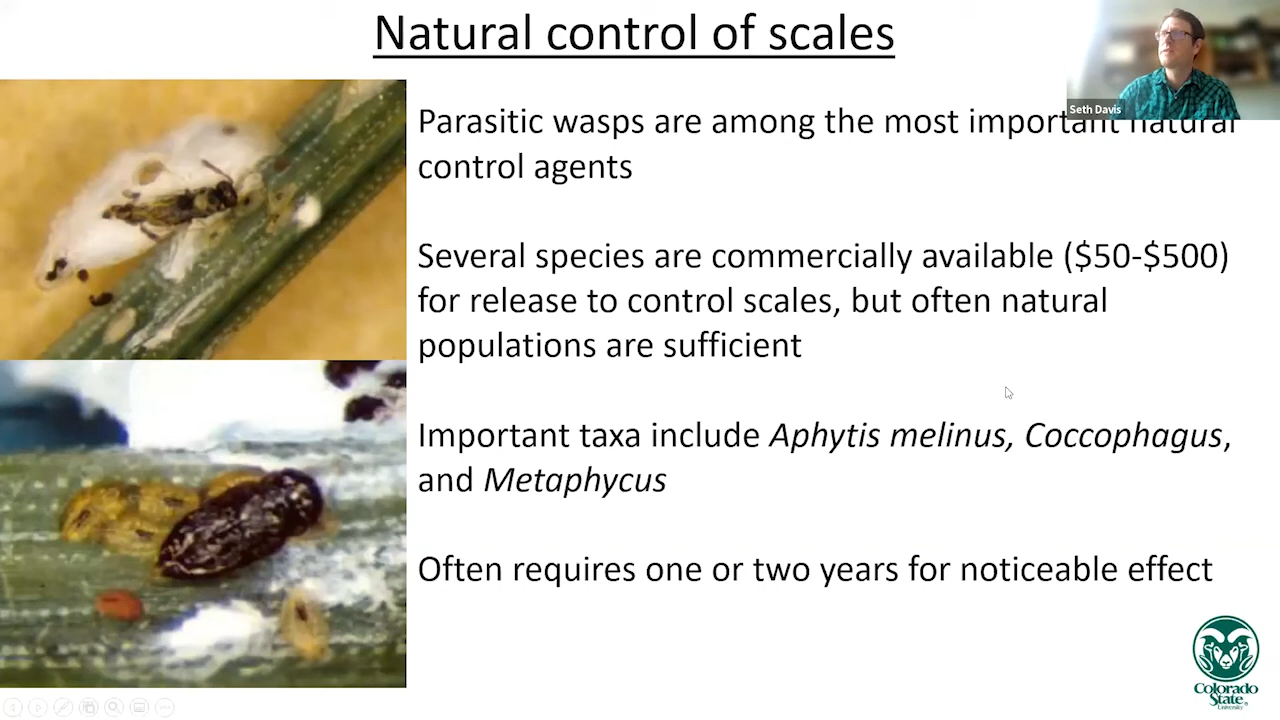 Natural control of scales
Seth Davis
Parasitic wasps are among the most important natural
control agents
Several species are commercially available ($50-$500)
for release to control scales, but often natural
populations are sufficient
Important taxa include Aphytis melinus, Coccophagus,
and Metaphycus
Often requires one or two years for noticeable effect
Colorado
State
University